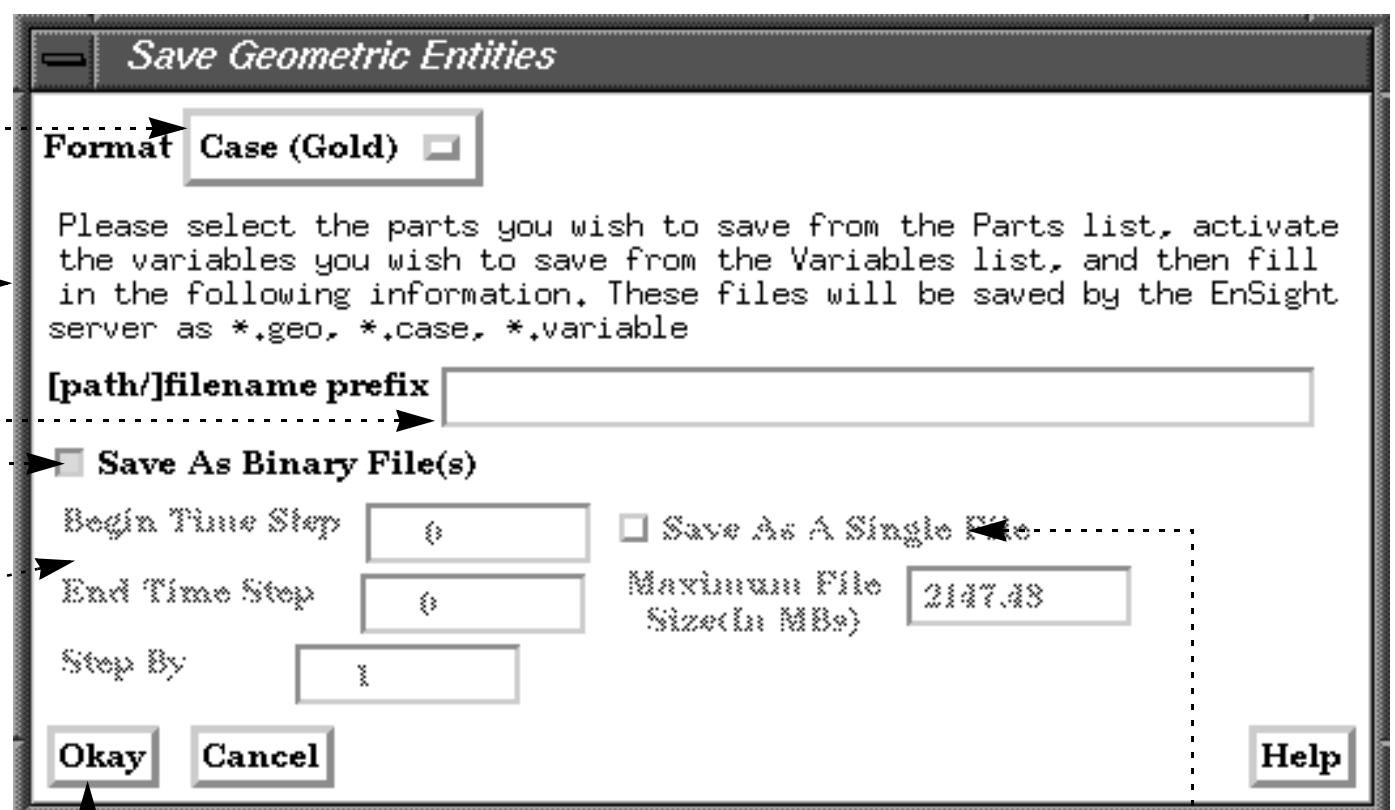 Save Geometric Entities
Format Case (Gold)
Please select the parts you wish to save from the Parts list, activate
the variables you wish to save from the Variables list, and then fill
in the following information. These files will be saved by the EnSight
server as *.geo, *.case, *.variable
[path/]filename prefix
Save As Binary File(s)
Begin Time Step 0 Save As A Single File
End Time Step 0 Maximum File
Size(In MBs) 2147.48
Step By 1
Okay Cancel Help